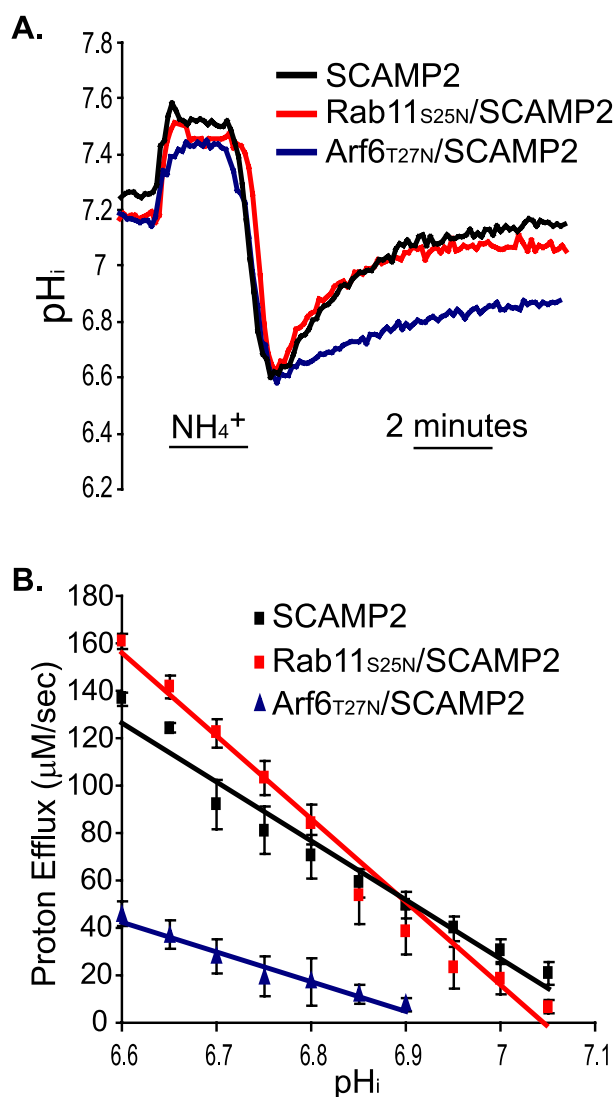 A.
7.8
7.6
7.4
7.2
7
6.8
6.6
6.4
6.2
pHi
SCAMP2
Rab11S25N/SCAMP2
Arf6T27N/SCAMP2
NH4+
2 minutes
B.
180
160
140
120
100
80
60
40
20
0
Proton Efflux (µM/sec)
SCAMP2
Rab11S25N/SCAMP2
Arf6T27N/SCAMP2
6.6 6.7 6.8 6.9 7 7.1
pHi